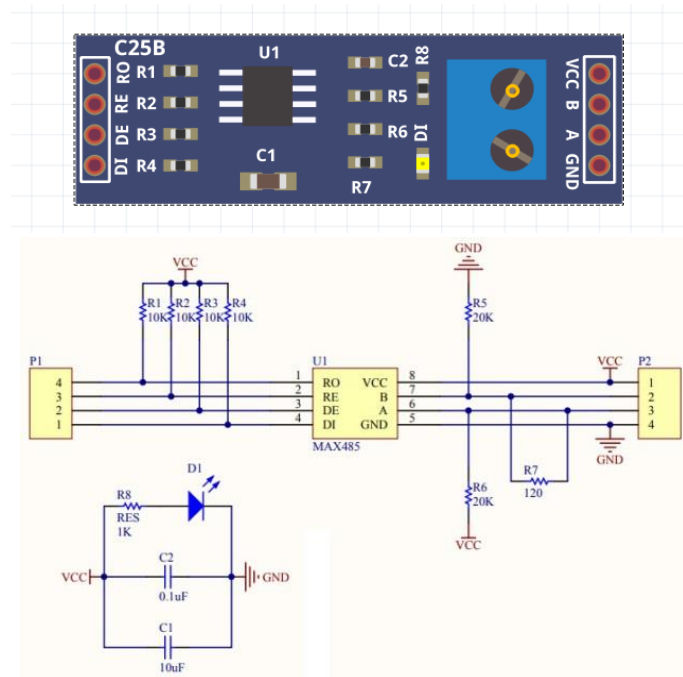 C25B
RO R1
RE R2
DE R3
DI R4
U1
C1
C2
R5
R6
R7
R8
DI
VCC
B
A
GND
VCC
R1 10K
R2 10K
R3 10K
R4 10K
P1
4
3
2
1
1
2
3
4
U1
RO VCC
RE B
DE A
DI GND
MAX485
8
7
6
5
GND
R5
20K
R6
20K
VCC
R7
120
VCC
GND
P2
1
2
3
4
D1
R8
RES
1K
C2
0.1uF
VCC
GND
C1
10uF